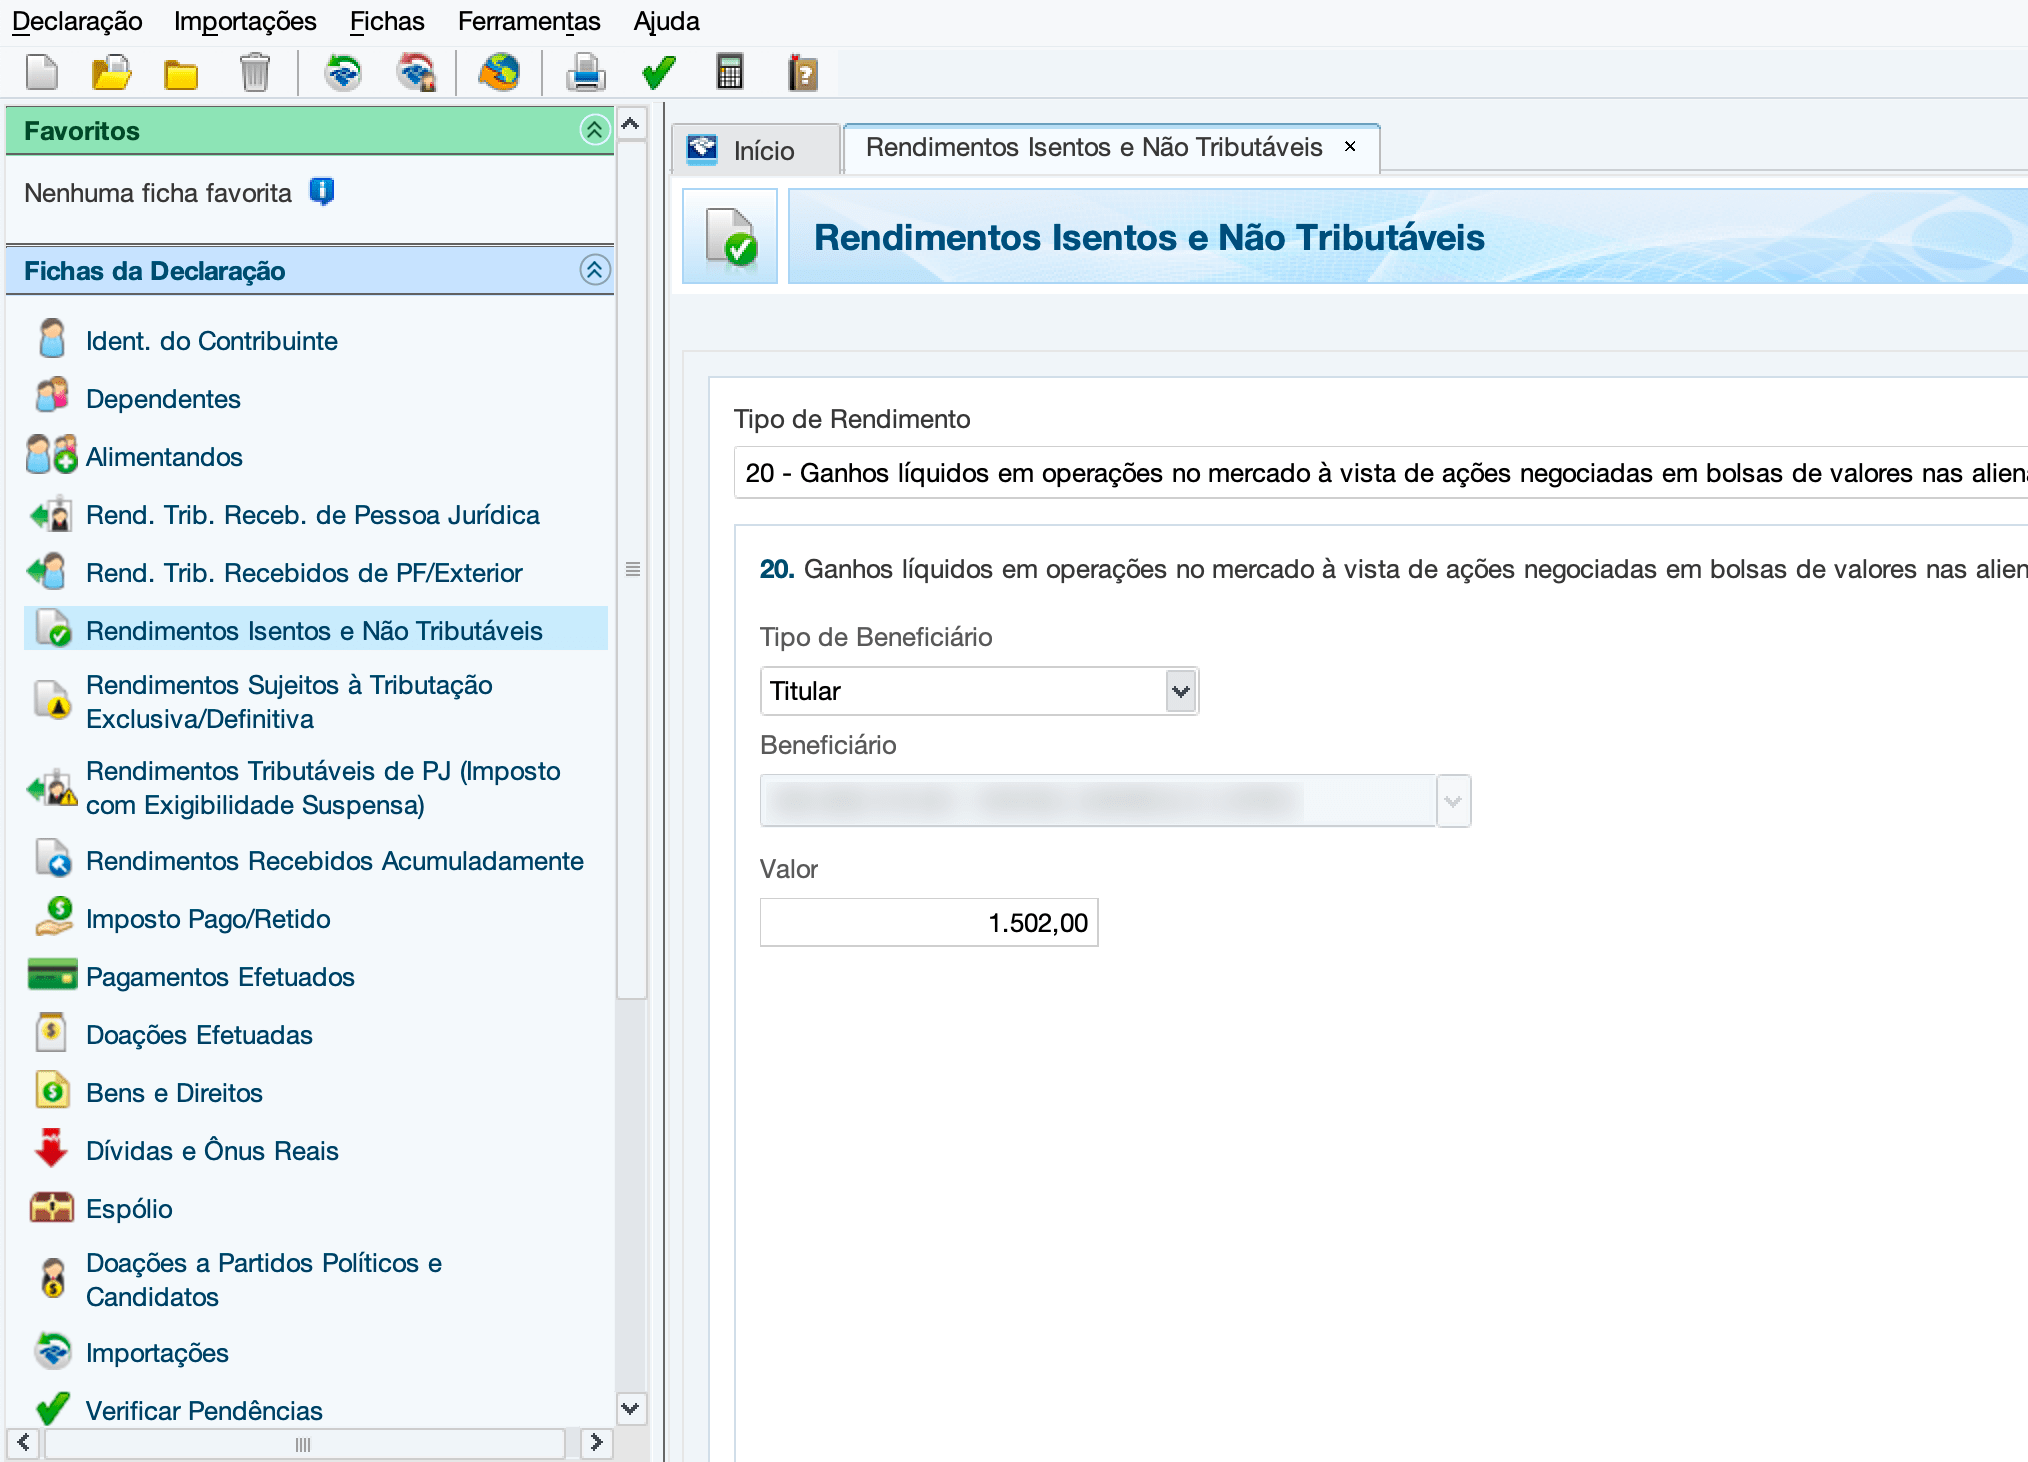 Declaração Importações Fichas Ferramentas Ajuda
Favoritos
Nenhuma ficha favorita
Fichas da Declaração
Ident. do Contribuinte
Dependentes
Alimentandos
Rend. Trib. Receb. de Pessoa Jurídica
Rend. Trib. Recebidos de PF/Exterior
Rendimentos Isentos e Não Tributáveis
Rendimentos Sujeitos à Tributação
Exclusiva/Definitiva
Rendimentos Tributáveis de PJ (Imposto
com Exigibilidade Suspensa)
Rendimentos Recebidos Acumuladamente
Imposto Pago/Retido
Pagamentos Efetuados
Doações Efetuadas
Bens e Direitos
Dívidas e Ônus Reais
Espólio
Doações a Partidos Políticos e
Candidatos
Importações
Verificar Pendências
Início
Rendimentos Isentos e Não Tributáveis ×
Rendimentos Isentos e Não Tributáveis
Tipo de Rendimento
20 - Ganhos líquidos em operações no mercado à vista de ações negociadas em bolsas de valores nas
20. Ganhos líquidos em operações no mercado à vista de ações negociadas em bolsas de valores nas
Tipo de Beneficiário
Titular
Beneficiário
Valor
1.502,00